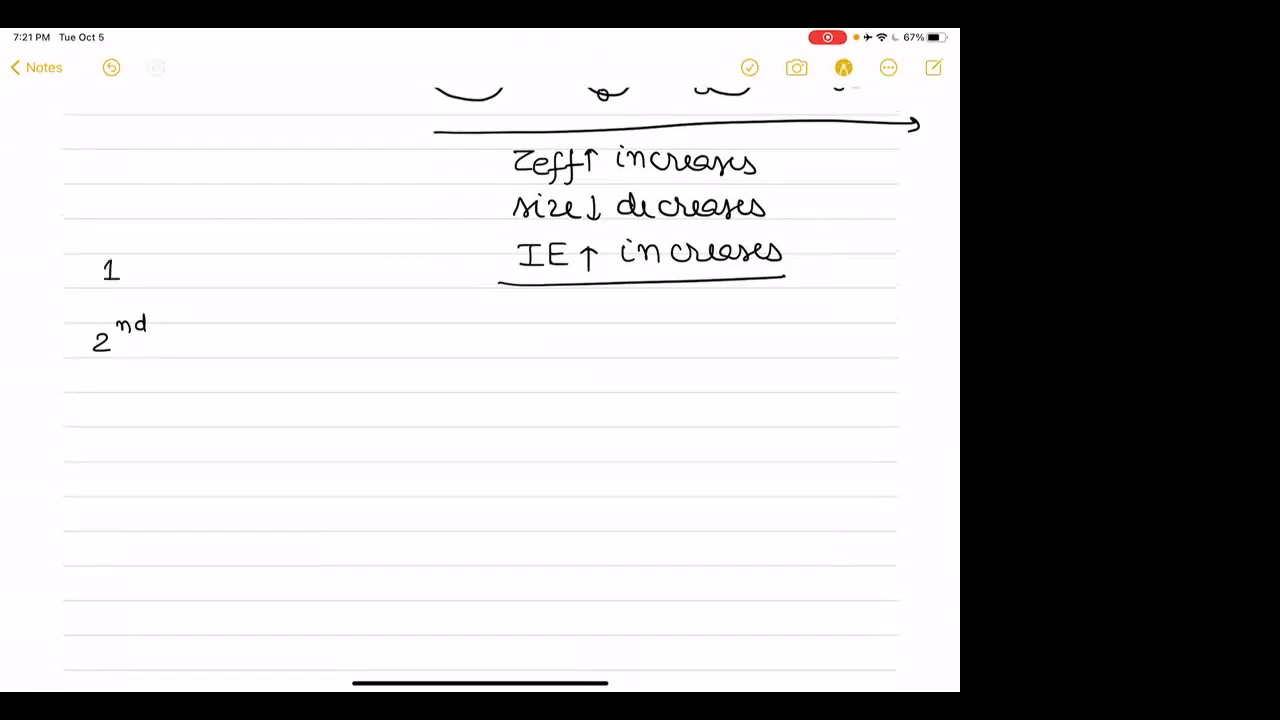 7:21 PM Tue Oct 5 67%
Notes
Zeff↑ increases
size↓ decreases
IE↑ increases
1
2nd